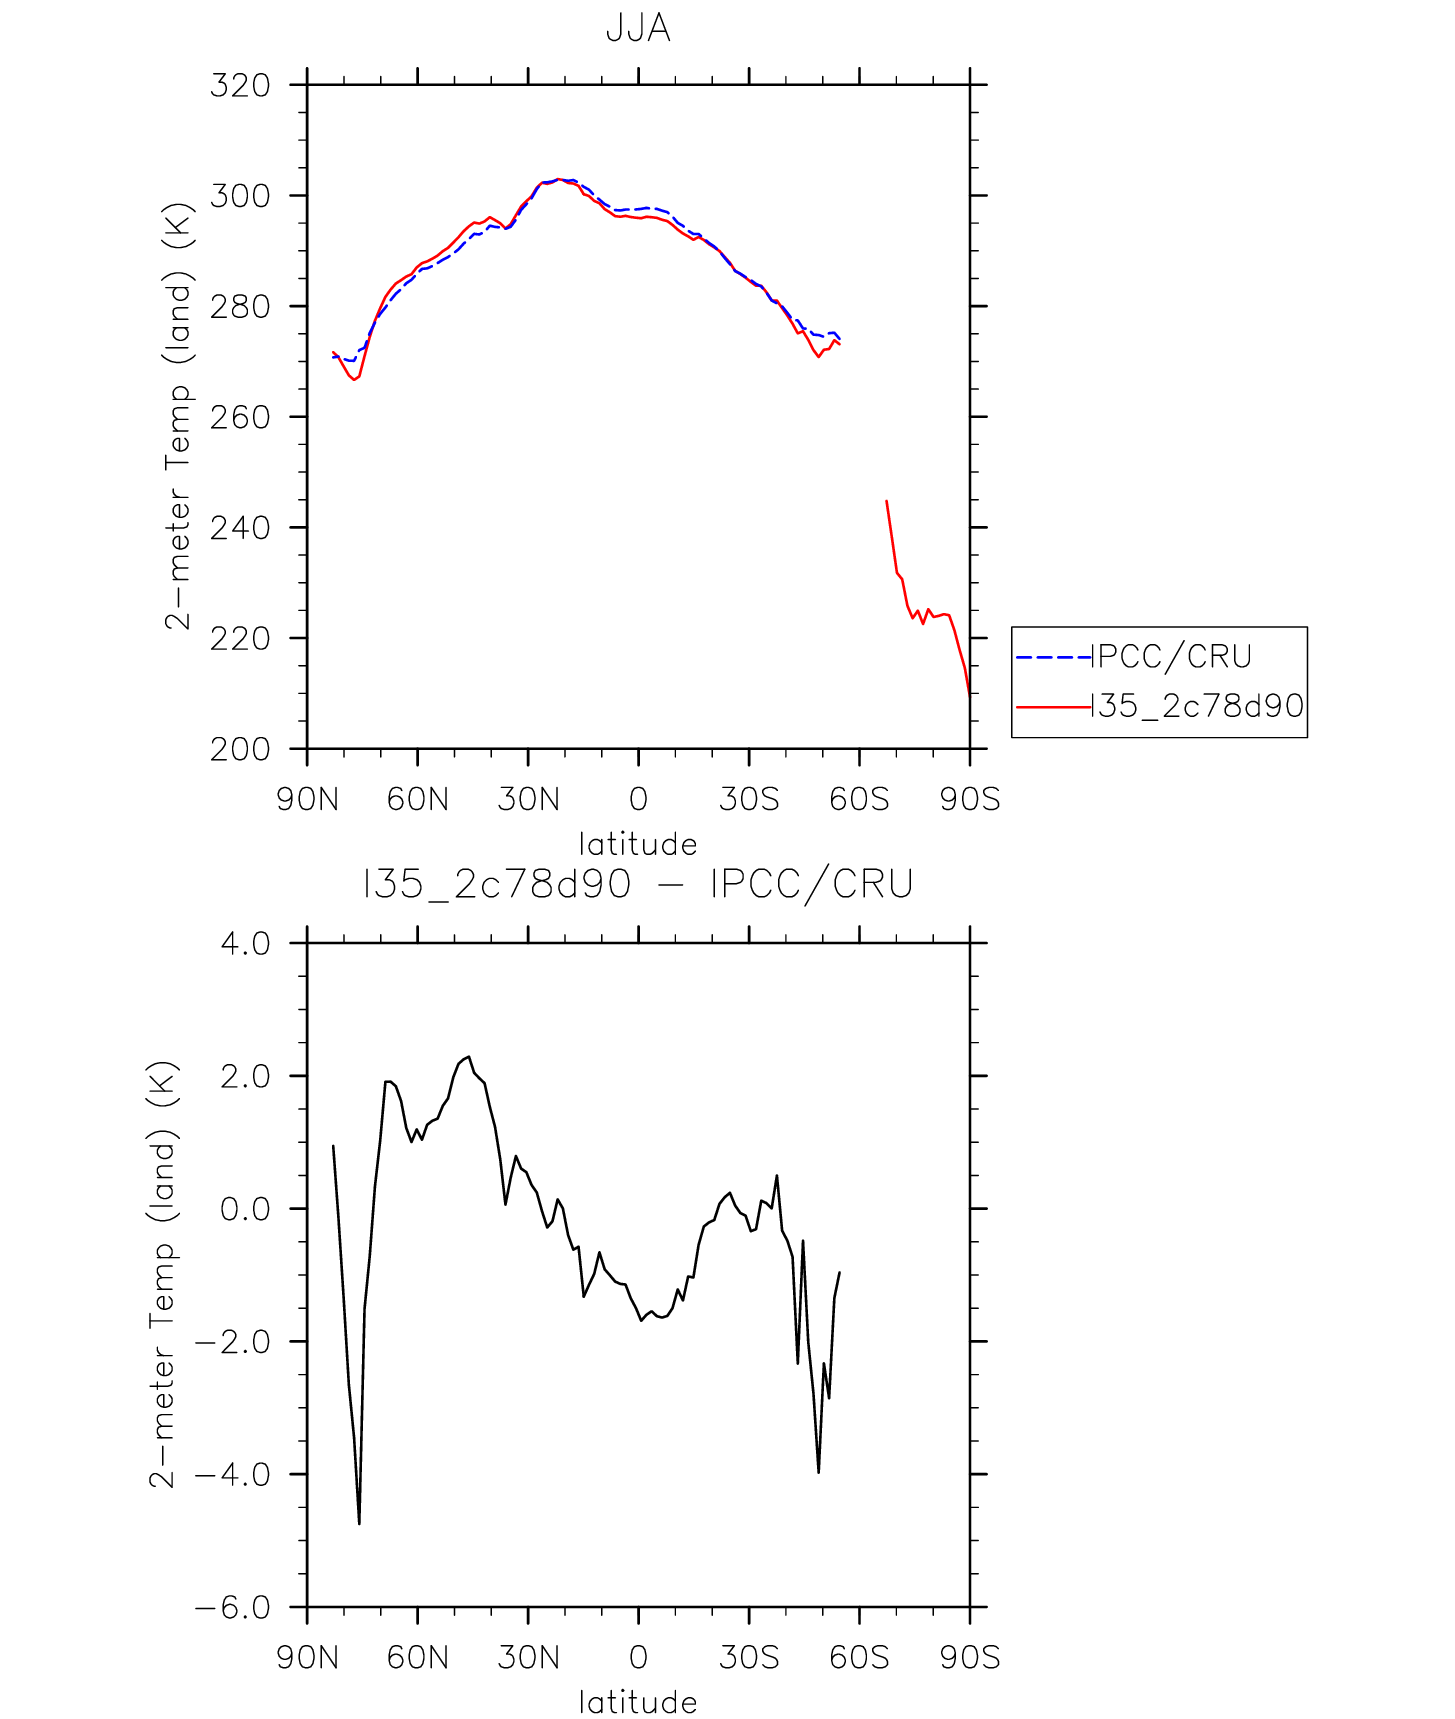 JJA
320
300
280
260
240
220
200
2-meter Temp (land) (K)
90N 60N 30N 0 30S 60S 90S
latitude
IPCC/CRU
I35_2c78d90
I35_2c78d90 - IPCC/CRU
4.0
2.0
0.0
-2.0
-4.0
-6.0
2-meter Temp (land) (K)
90N 60N 30N 0 30S 60S 90S
latitude